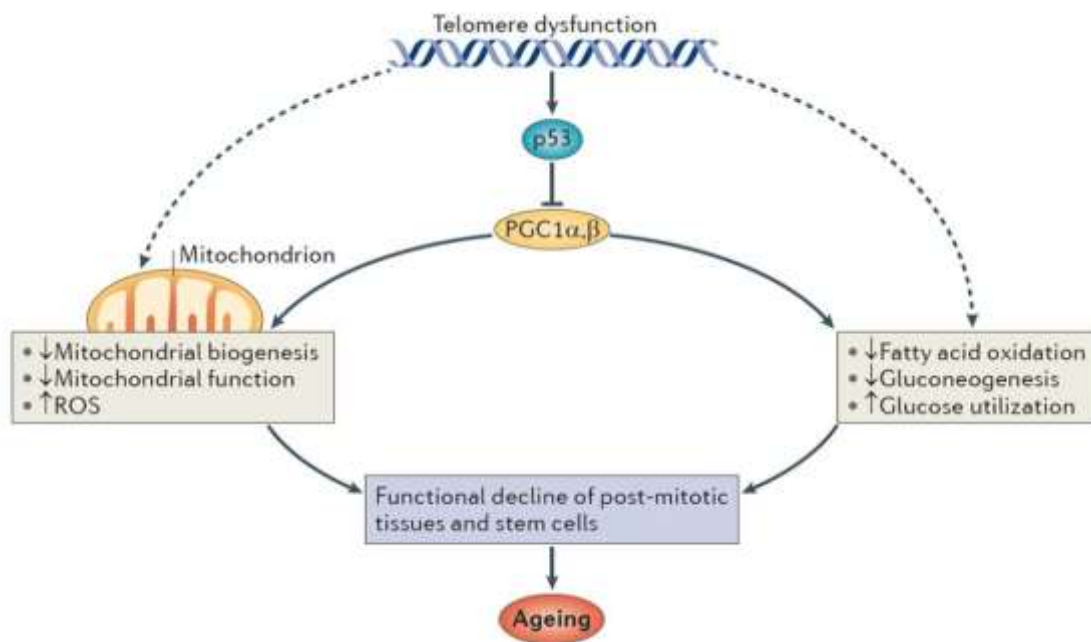 Telomere dysfunction
p53
PGC1α,β
Mitochondrion
• ↓Mitochondrial biogenesis
• ↓Mitochondrial function
• ↑ROS
• ↓Fatty acid oxidation
• ↓Gluconeogenesis
• ↑Glucose utilization
Functional decline of post-mitotic
tissues and stem cells
Ageing